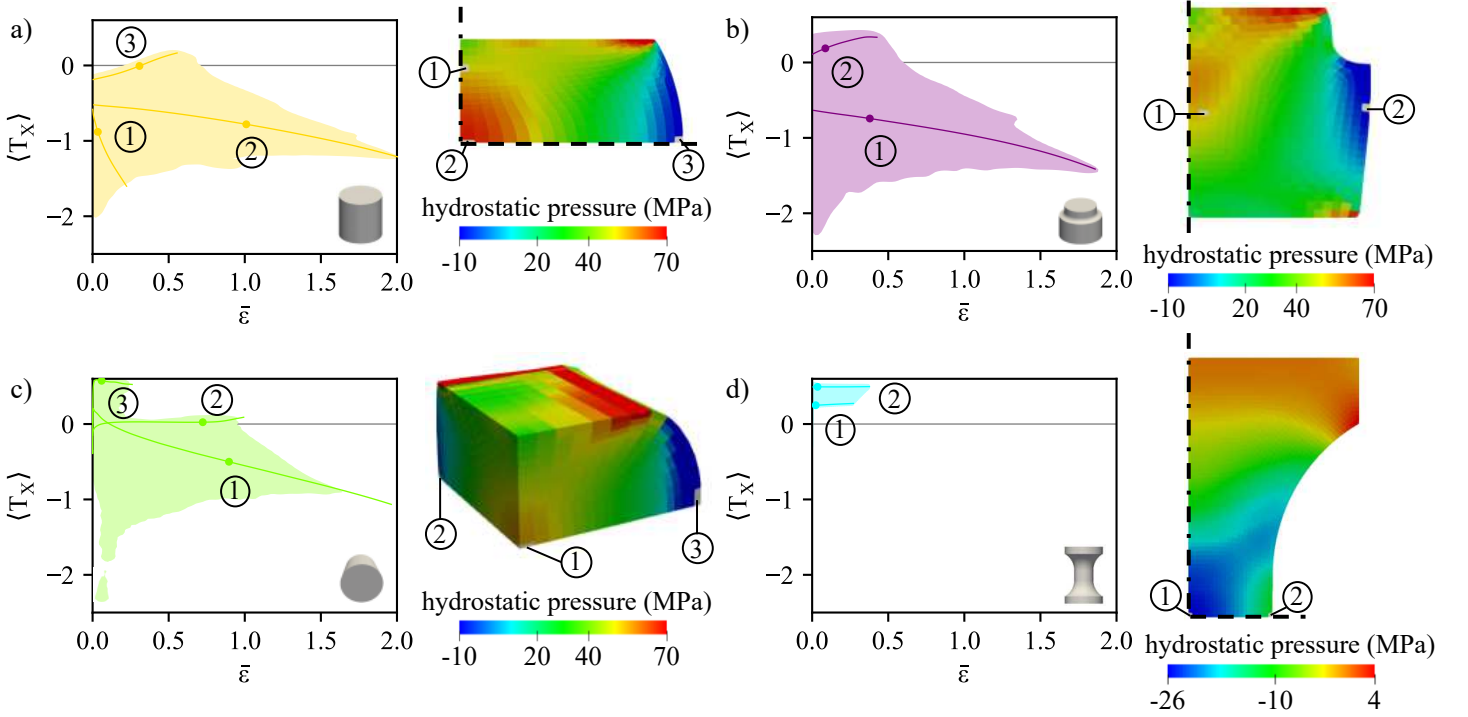 a)
③
0
①
−1
②
⟨T_X⟩
−2
0.0 0.5 1.0 1.5 2.0
ε̄
①
②
③
hydrostatic pressure (MPa)
-10 20 40 70
b)
0
②
−1
①
⟨T_X⟩
−2
0.0 0.5 1.0 1.5 2.0
ε̄
①
②
hydrostatic pressure (MPa)
-10 20 40 70
c)
③
②
0
①
−1
⟨T_X⟩
−2
0.0 0.5 1.0 1.5 2.0
ε̄
②
①
③
hydrostatic pressure (MPa)
-10 20 40 70
d)
②
①
0
−1
⟨T_X⟩
−2
0.0 0.5 1.0 1.5 2.0
ε̄
①
②
hydrostatic pressure (MPa)
-26 -10 4